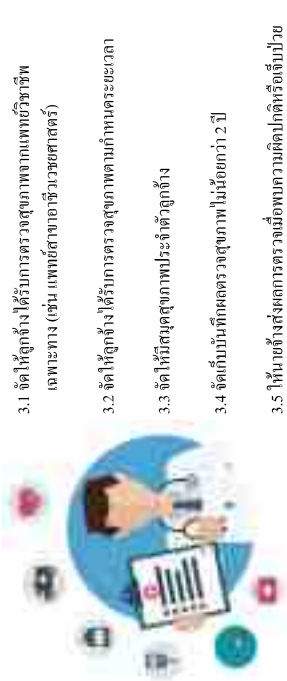 3.1 จัดให้ลูกจ้างได้รับการตรวจสุขภาพจากแพทย์วิชาชีพ
เฉพาะทาง ((เช่น แพทย์สาขาอาชีวเวชยศาสตร์)
3.2 จัดให้ลูกจ้างได้รับการตรวจสุขภาพตามกำหนดระยะเวลา
3.3 จัดให้มีสมุดสุขภาพประจำตัวลูกจ้าง
3.4 จัดเก็บบันทึกผลตรวจสุขภาพไม่น้อยกว่า 2 ปี
3.5 ให้นายจ้างส่งผลการตรวจเมื่อพบความผิดปกติหรือเจ็บป่วย